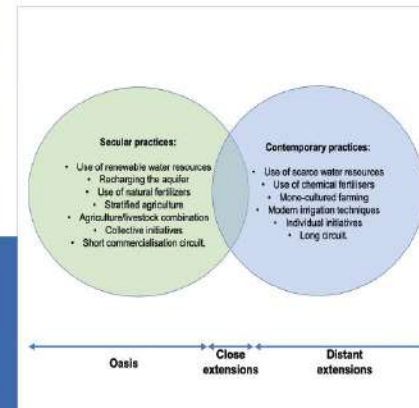 Secular practices:
• Use of renewable water resources
• Recharging the aquifer
• Use of natural fertilizers
• Stratified agriculture
• Agriculture/livestock combination
• Collective initiatives
• Short commercialisation circuit.
Contemporary practices:
• Use of scarce water resources
• Use of chemical fertilisers
• Mono-cultured farming
• Modern irrigation techniques
• Individual initiatives
• Long circuit.
Oasis
Close
extensions
Distant
extensions